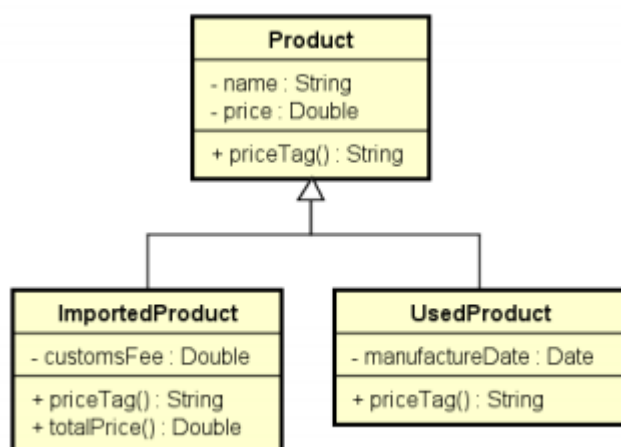 Product
- name : String
- price : Double
+ priceTag() : String
ImportedProduct
- customsFee : Double
+ priceTag() : String
+ totalPrice() : Double
UsedProduct
- manufactureDate : Date
+ priceTag() : String